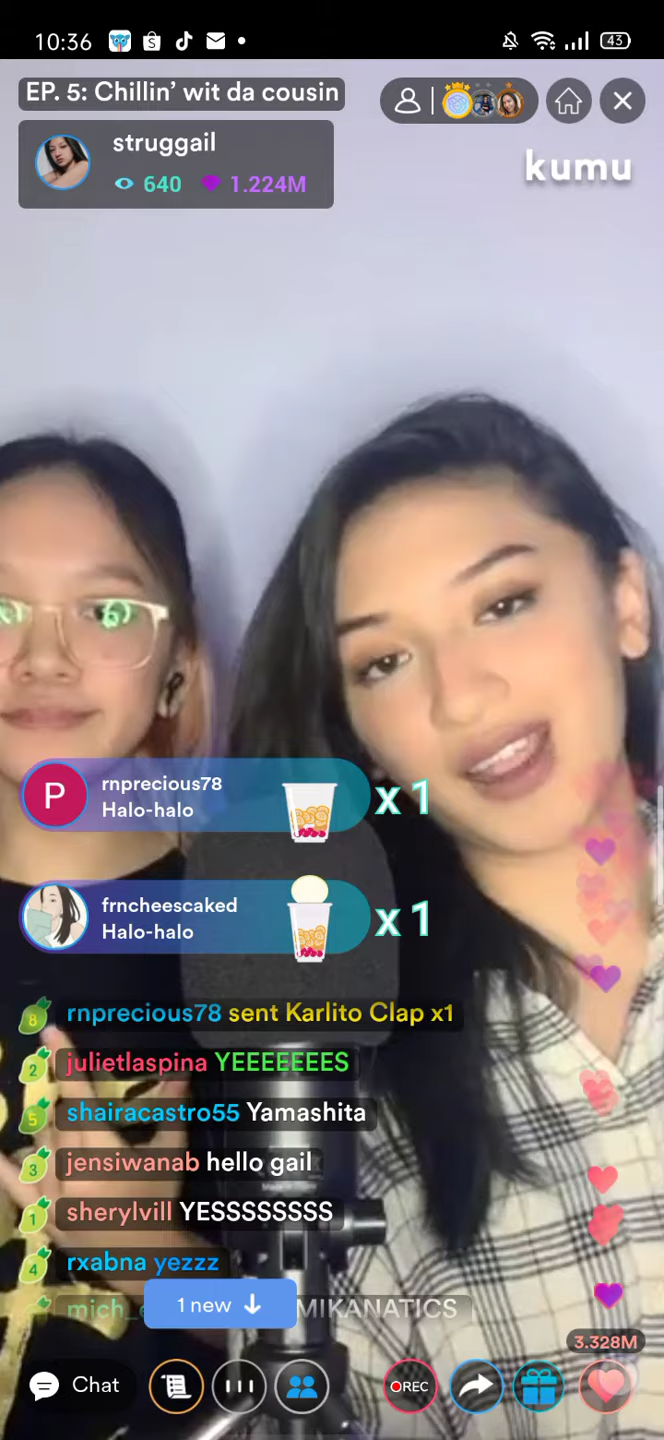 10:36
43
EP. 5: Chillin' wit da cousin
struggail
640 1.224M
kumu
P
rnprecious78
Halo-halo
x 1
frncheescaked
Halo-halo
x 1
8 rnprecious78 sent Karlito Clap x1
2 julietlaspina YEEEEEEES
5 shairacastro55 Yamashita
3 jensiwanab hello gail
1 sherylvill YESSSSSSSS
4 rxabna yezzz
1 new
MIKANATICS
3.328M
Chat
REC